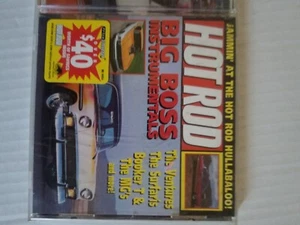 JAMMIN' AT THE HOT ROD HULLABALOO!
HOT ROD
BIG BOSS
INSTRUMENTALS
The Ventures
The Surfaris
Booker T &
The MG's
AND MORE!
$40